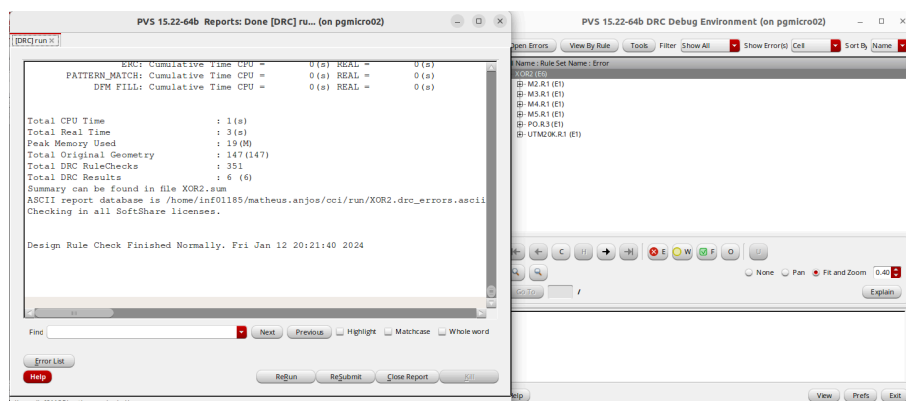 PVS 15.22-64b Reports: Done [DRC] ru... (on pgmicro02)
[DRC] run
ERC: Cumulative Time CPU = 0(s) REAL = 0(s)
PATTERN_MATCH: Cumulative Time CPU = 0(s) REAL = 0(s)
DFM FILL: Cumulative Time CPU = 0(s) REAL = 0(s)
Total CPU Time : 1(s)
Total Real Time : 3(s)
Peak Memory Used : 19(M)
Total Original Geometry : 147(147)
Total DRC RuleChecks : 351
Total DRC Results : 6 (6)
Summary can be found in file XOR2.sum
ASCII report database is /home/inf01185/matheus.anjos/cci/run/XOR2.drc_errors.ascii
Checking in all SoftShare licenses.
Design Rule Check Finished Normally. Fri Jan 12 20:21:40 2024
Find Next Previous Highlight Matchcase Whole word
Error List
Help ReRun ReSubmit Close Report Kill
PVS 15.22-64b DRC Debug Environment (on pgmicro02)
Open Errors View By Rule Tools Filter Show All Show Error(s) Cell Sort By Name
l Name : Rule Set Name : Error
XOR2 (E6)
M2.R.1 (E1)
M3.R.1 (E1)
M4.R.1 (E1)
M5.R.1 (E1)
PO.R.3 (E1)
UTM20K.R.1 (E1)
C E W F O
None Pan Fit and Zoom 0.40
Go To / Explain
Help View Prefs Exit